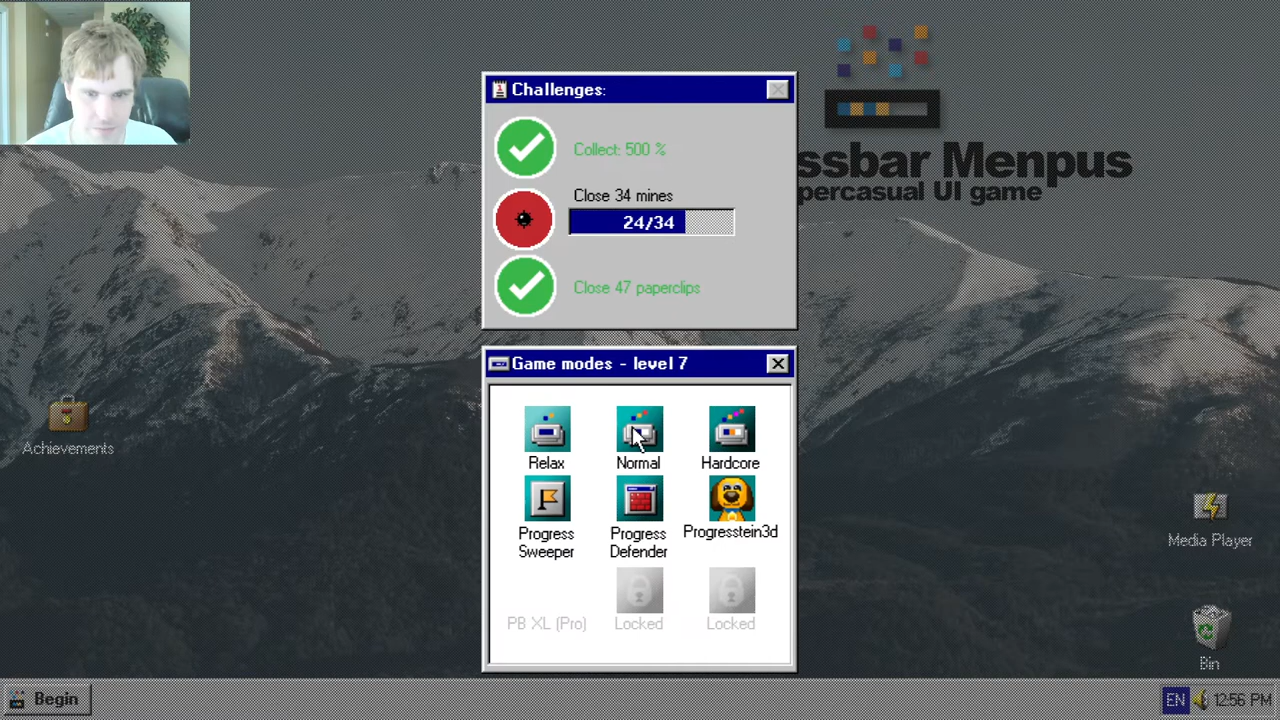 Challenges:
ssbar Menpus
percasual UI game
Collect: 500 %
Close 34 mines
24/34
Close 47 paperclips
Game modes - level 7
Relax
Normal
Hardcore
Progress
Sweeper
Progress
Defender
Progresstein3d
PB XL (Pro)
Locked
Locked
Achievements
Media Player
Bin
Begin
EN
12:56 PM